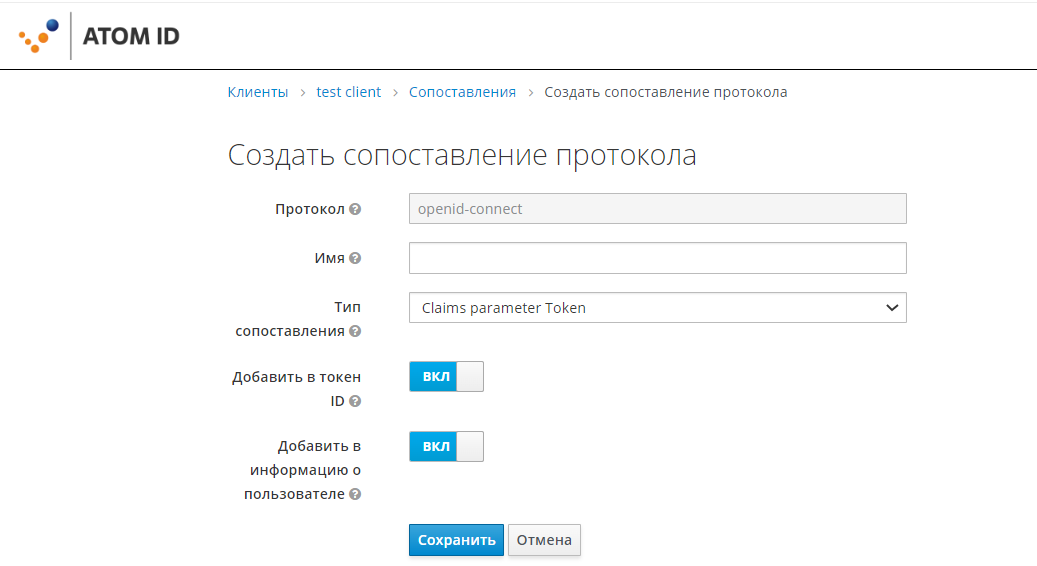 ATOM ID
Клиенты > test client > Сопоставления > Создать сопоставление протокола
Создать сопоставление протокола
Протокол ?
openid-connect
Имя ?
Тип
сопоставления ?
Claims parameter Token
Добавить в токен
ID ?
ВКЛ
Добавить в
информацию о
пользователе ?
ВКЛ
Сохранить
Отмена